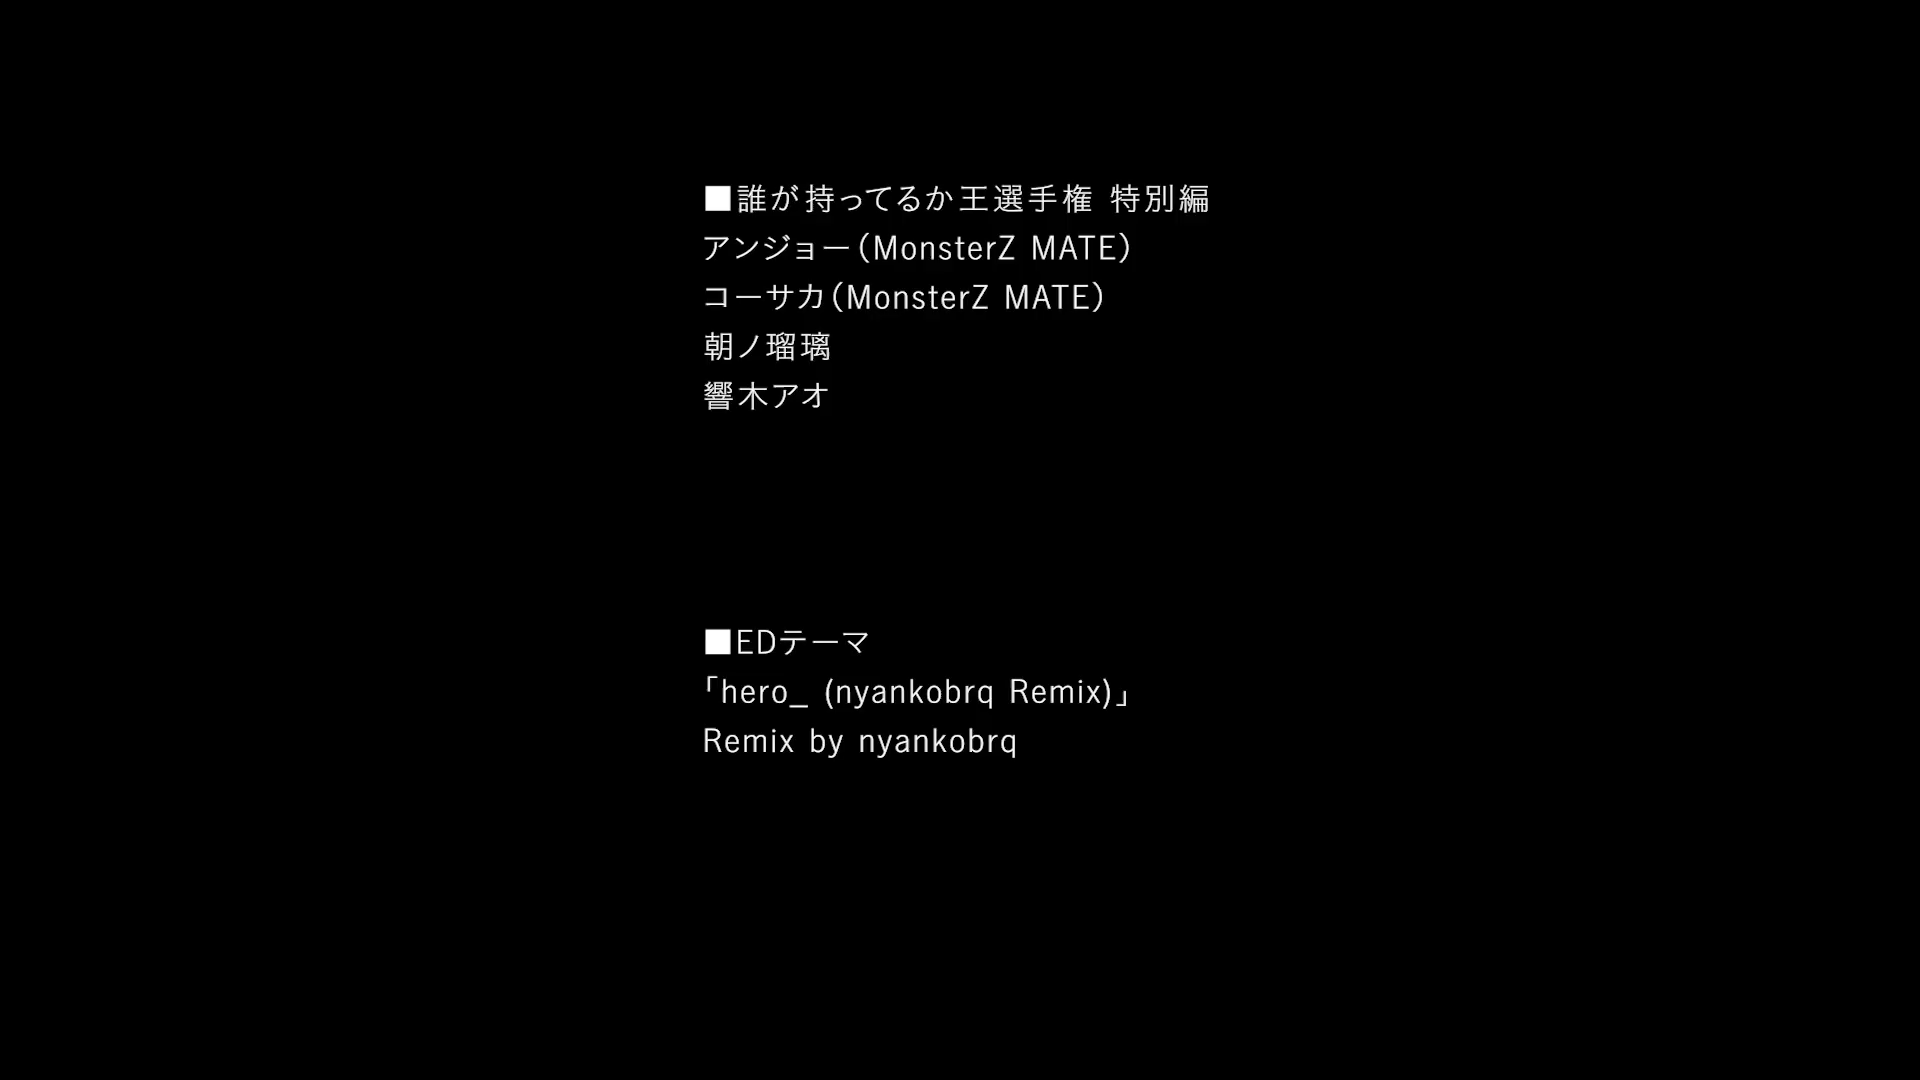 ■誰が持ってるか王選手権 特別編
アンジョー（MonsterZ MATE）
コーサカ（MonsterZ MATE）
朝ノ瑠璃
響木アオ
■EDテーマ
「hero_ (nyankobrq Remix)」
Remix by nyankobrq